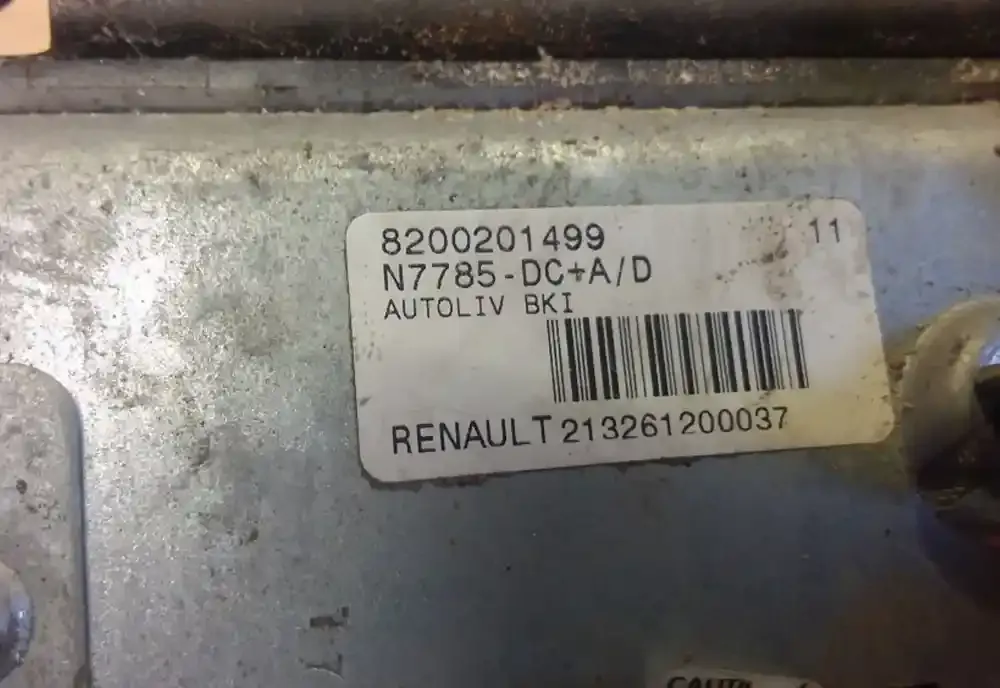 8200201499 11
N7785-DC+A/D
AUTOLIV BKI
RENAULT 213261200037